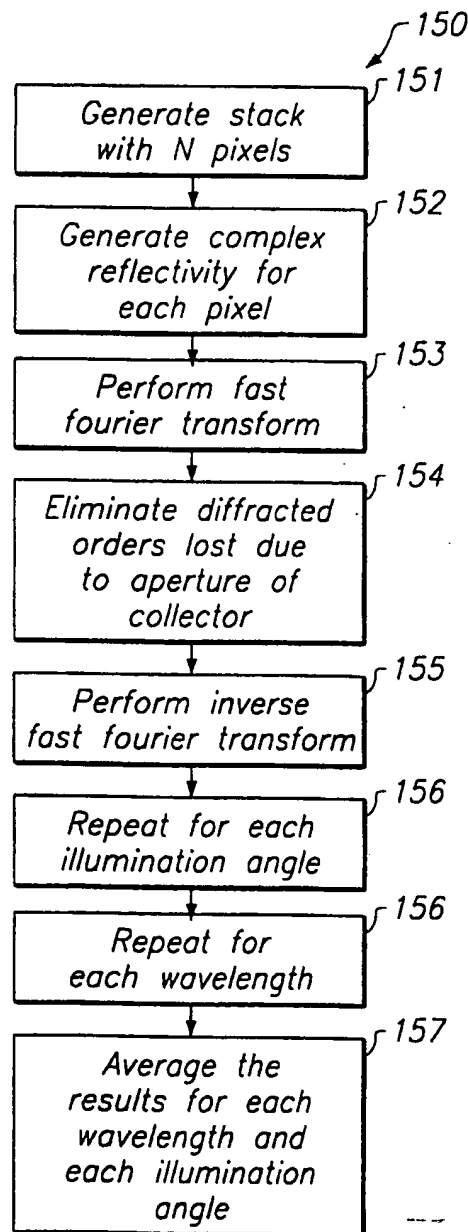 150
151
Generate stack
with N pixels
152
Generate complex
reflectivity for
each pixel
153
Perform fast
fourier transform
154
Eliminate diffracted
orders lost due
to aperture of
collector
155
Perform inverse
fast fourier transform
156
Repeat for each
illumination angle
156
Repeat for
each wavelength
157
Average the
results for each
wavelength and
each illumination
angle